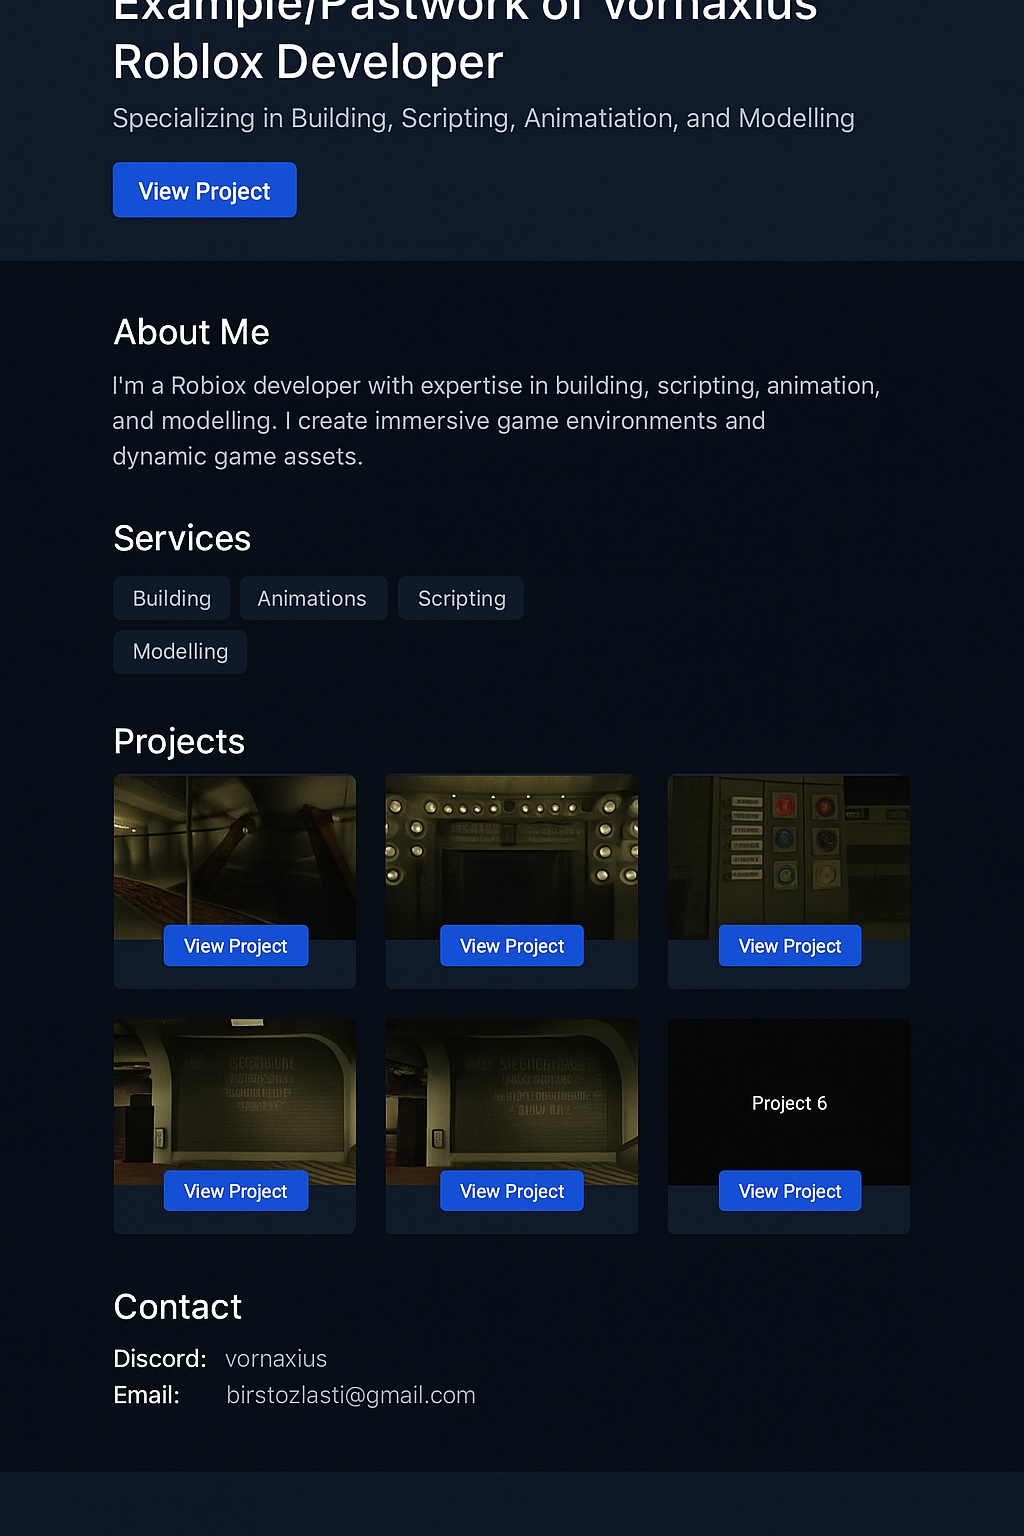 Example/Pastwork of Vornaxius
Roblox Developer
Specializing in Building, Scripting, Animatiation, and Modelling
View Project
About Me
I'm a Robiox developer with expertise in building, scripting, animation,
and modelling. I create immersive game environments and
dynamic game assets.
Services
Building Animations Scripting
Modelling
Projects
View Project View Project View Project
Project 6
View Project View Project View Project
Contact
Discord: vornaxius
Email: birstozlasti@gmail.com